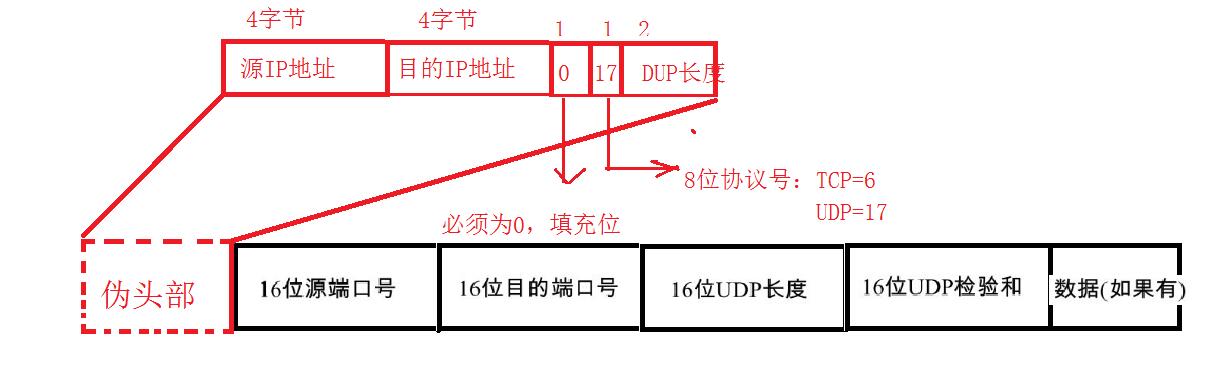 4字节 4字节 1 1 2
源IP地址 目的IP地址 0 17 DUP长度
8位协议号：TCP=6
UDP=17
必须为0，填充位
伪头部 16位源端口号 16位目的端口号 16位UDP长度 16位UDP检验和 数据(如果有)